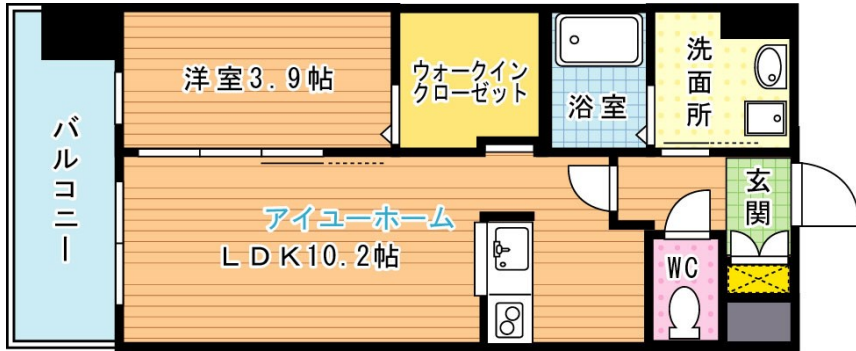 洋室3.9帖
ウォークイン
クローゼット
浴室
洗面所
バルコニー
玄関
アイユーホーム
LDK10.2帖
WC